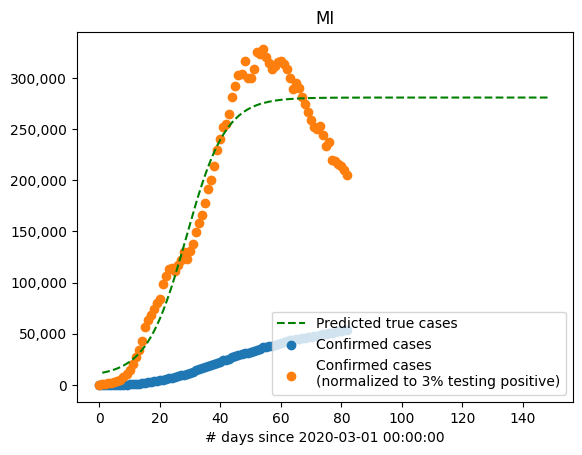 MI
300,000
250,000
200,000
150,000
100,000
50,000
0
Predicted true cases
Confirmed cases
Confirmed cases
(normalized to 3% testing positive)
0 20 40 60 80 100 120 140
# days since 2020-03-01 00:00:00